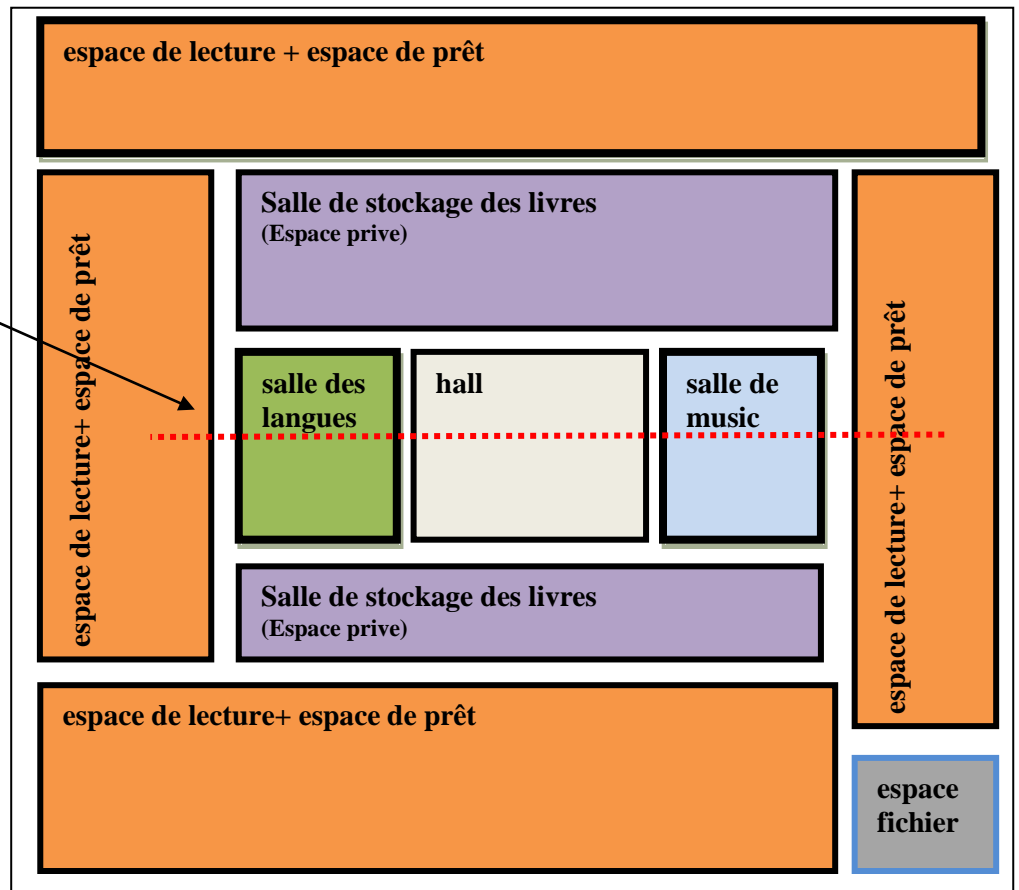 espace de lecture + espace de prêt
espace de lecture+ espace de prêt
Salle de stockage des livres
(Espace prive)
espace de lecture+ espace de prêt
salle des
langues
hall
salle de
music
Salle de stockage des livres
(Espace prive)
espace de lecture+ espace de prêt
espace
fichier